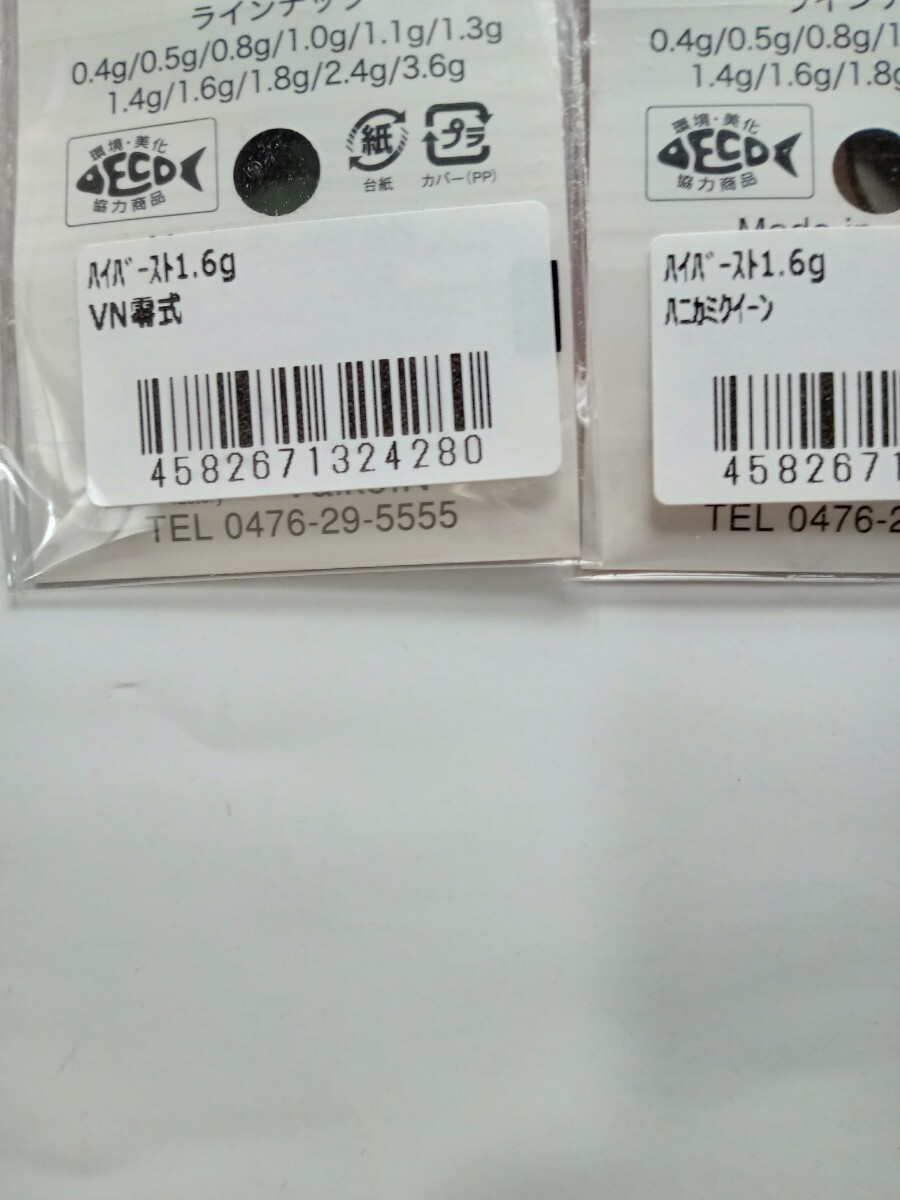 ラインナップ
0.4g/0.5g/0.8g/1.0g/1.1g/1.3g
1.4g/1.6g/1.8g/2.4g/3.6g
環境・美化
ECO
協力商品
紙
台紙
プラ
カバー(PP)
ﾊｲﾊﾞｰｽﾄ1.6g
VN零式
4582671324280
TEL 0476-29-5555
0.4g/0.5g/0.8g/1
1.4g/1.6g/1.8g
環境・美化
ECO
協力商品
Made in
ﾊｲﾊﾞｰｽﾄ1.6g
ﾊﾆｶﾐｸｲｰﾝ
4582671
TEL 0476-2